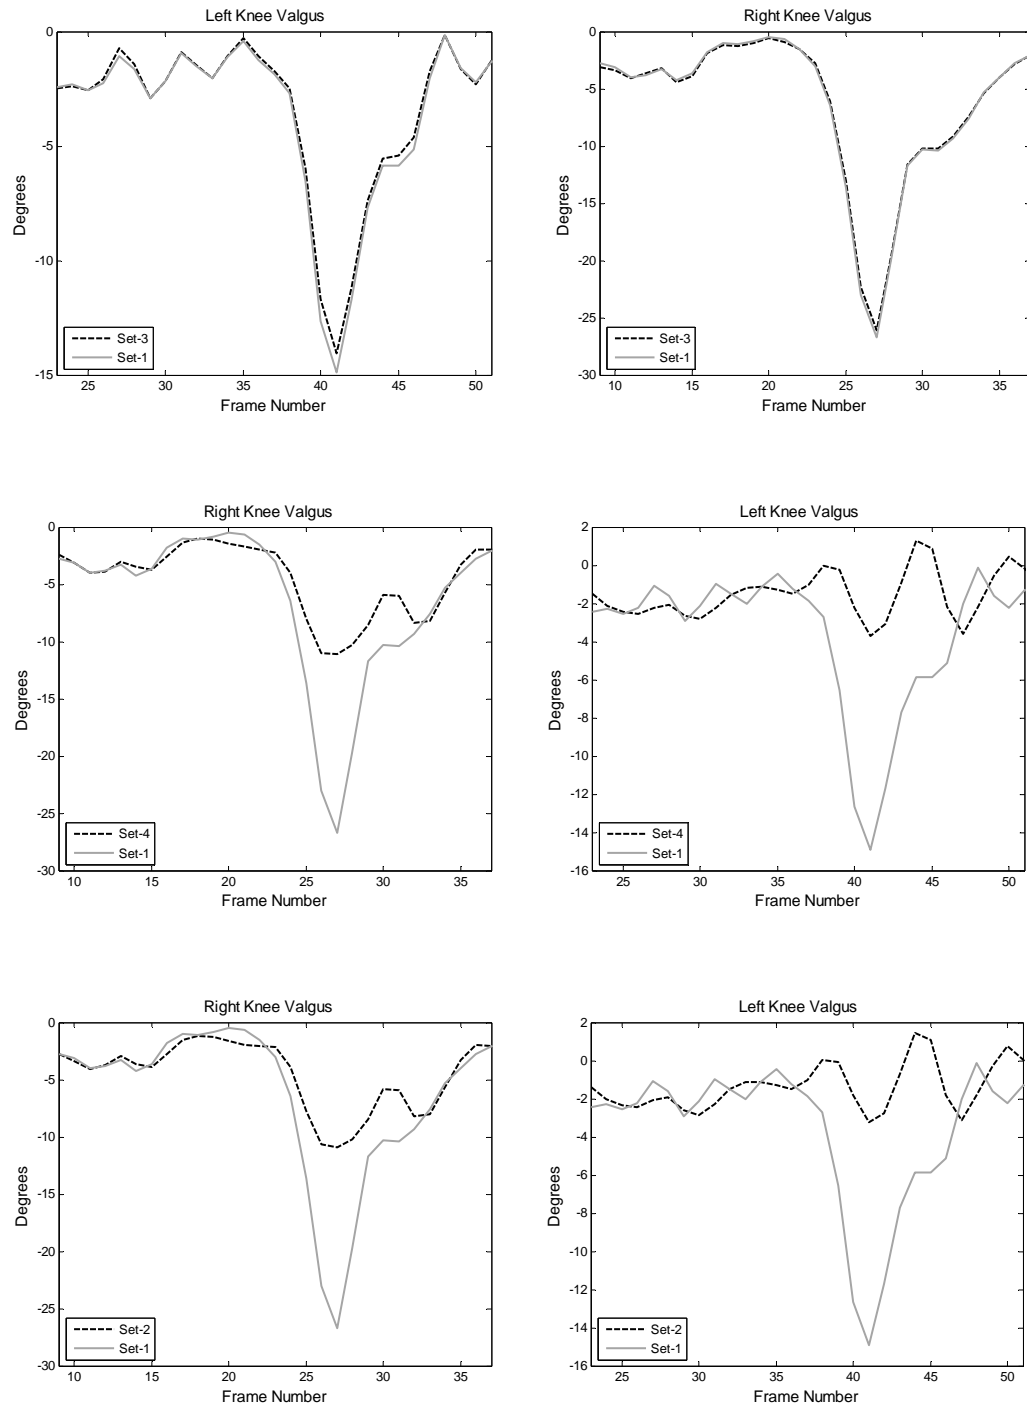 Left Knee Valgus
0
-5
-10
-15
Degrees
Set-3
Set-1
25 30 35 40 45 50
Frame Number
Right Knee Valgus
0
-5
-10
-15
-20
-25
-30
Degrees
Set-3
Set-1
10 15 20 25 30 35
Frame Number
Right Knee Valgus
0
-5
-10
-15
-20
-25
-30
Degrees
Set-4
Set-1
10 15 20 25 30 35
Frame Number
Left Knee Valgus
2
0
-2
-4
-6
-8
-10
-12
-14
-16
Degrees
Set-4
Set-1
25 30 35 40 45 50
Frame Number
Right Knee Valgus
0
-5
-10
-15
-20
-25
-30
Degrees
Set-2
Set-1
10 15 20 25 30 35
Frame Number
Left Knee Valgus
2
0
-2
-4
-6
-8
-10
-12
-14
-16
Degrees
Set-2
Set-1
25 30 35 40 45 50
Frame Number